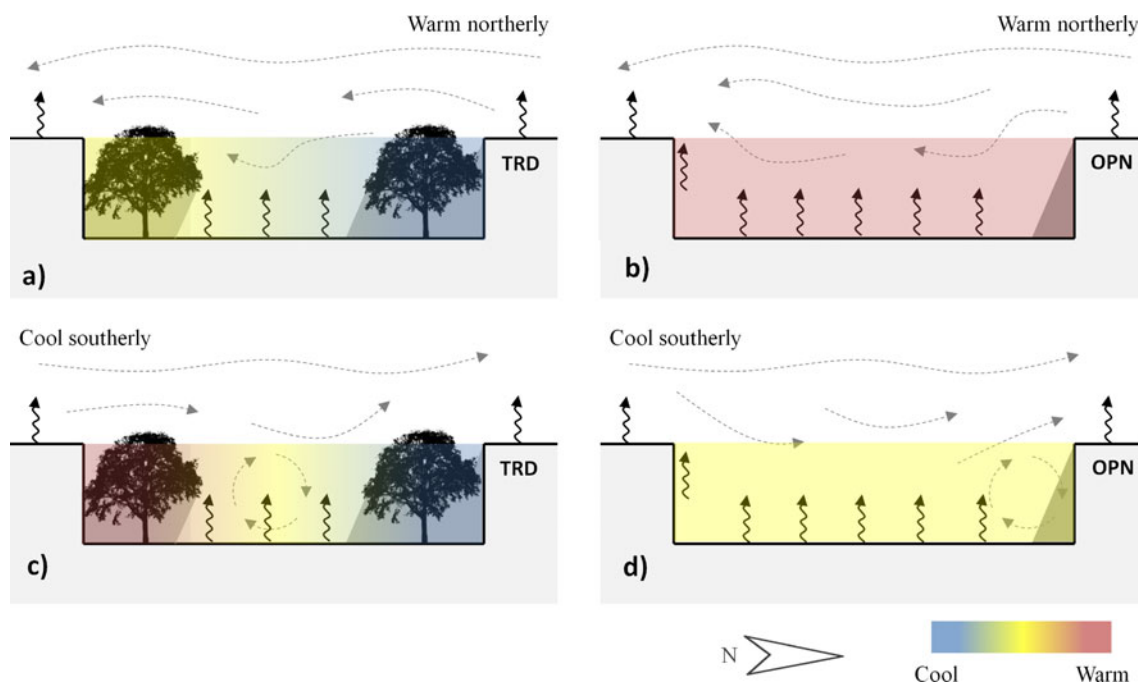 Warm northerly
Warm northerly
TRD
OPN
a)
b)
Cool southerly
Cool southerly
TRD
OPN
c)
d)
N
Cool
Warm